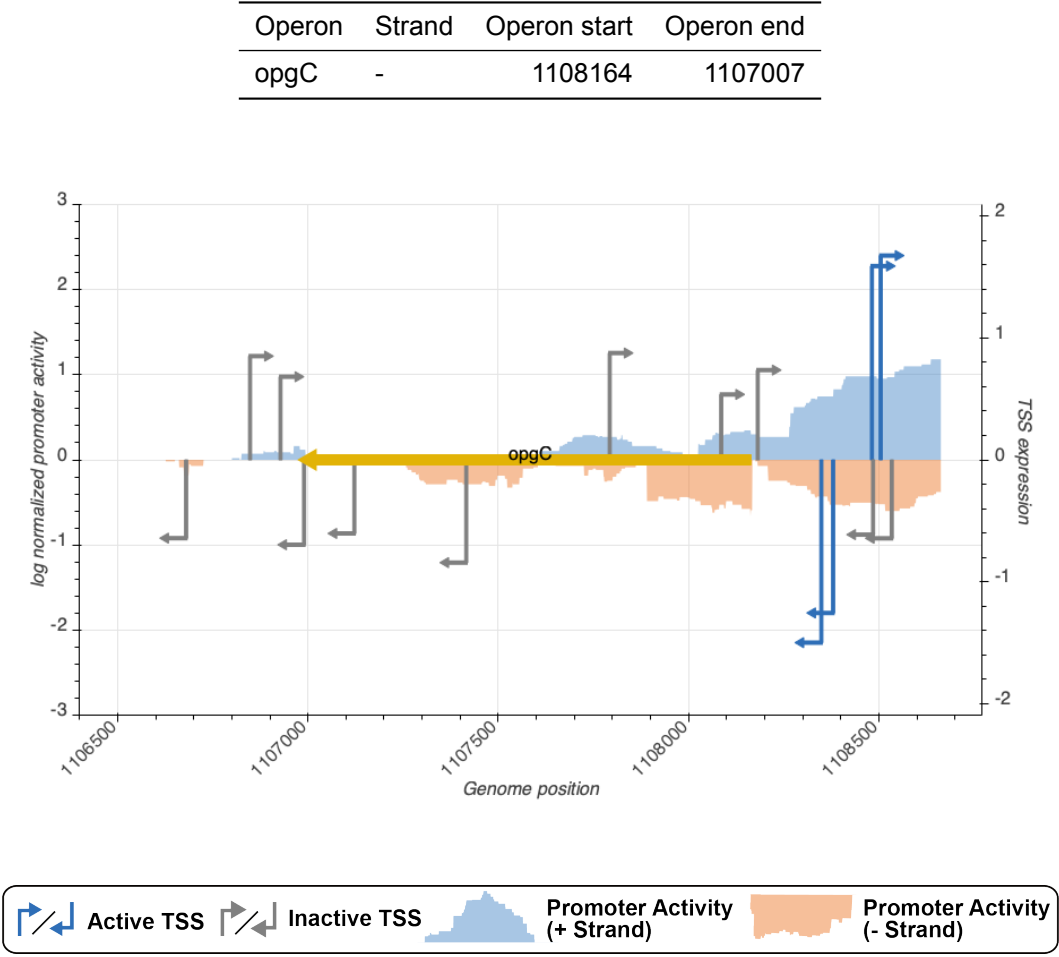 Operon Strand Operon start Operon end
opgC - 1108164 1107007
3
2
1
0
-1
-2
-3
log normalized promoter activity
opgC
2
1
0
-1
-2
TSS expression
1106500 1107000 1107500 1108000 1108500
Genome position
Active TSS
Inactive TSS
Promoter Activity
(+ Strand)
Promoter Activity
(- Strand)